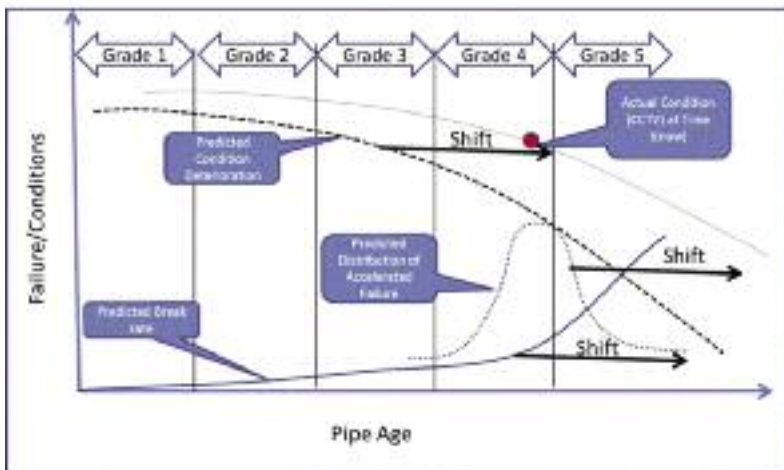 Grade 1
Grade 2
Grade 3
Grade 4
Grade 5
Actual Condition
(CCTV) at Time
Know)
Shift
Predicted
Condition
Deterioration
Shift
Predicted
Distribution of
Accelerated
Failure
Predicted Break
rate
Shift
Failure/Conditions
Pipe Age